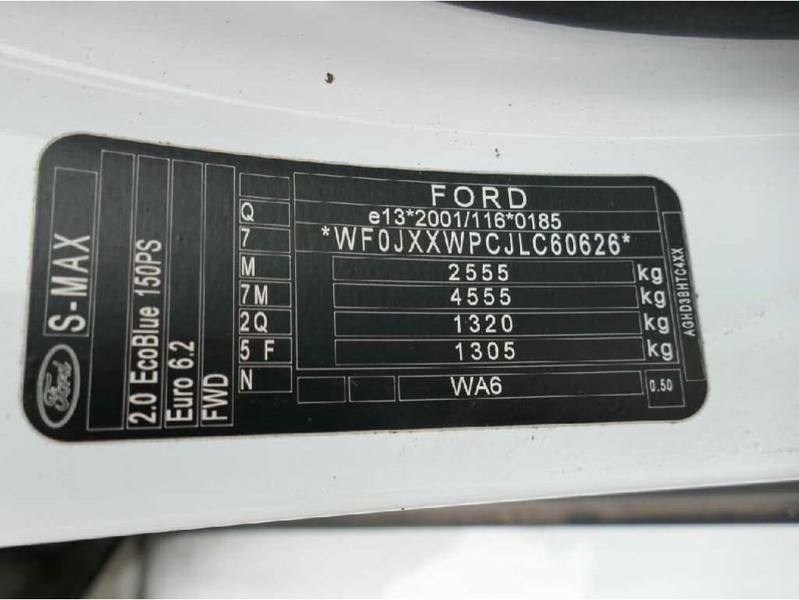 Ford
S-MAX
2.0 EcoBlue 150PS
Euro 6.2
FWD
Q
7
M
7M
2Q
5 F
N
FORD
e13*2001/116*0185
*WF0JXXWPCJLC60626*
2555 kg
4555 kg
1320 kg
1305 kg
WA6
0.50
AGHD3BHTC4XX